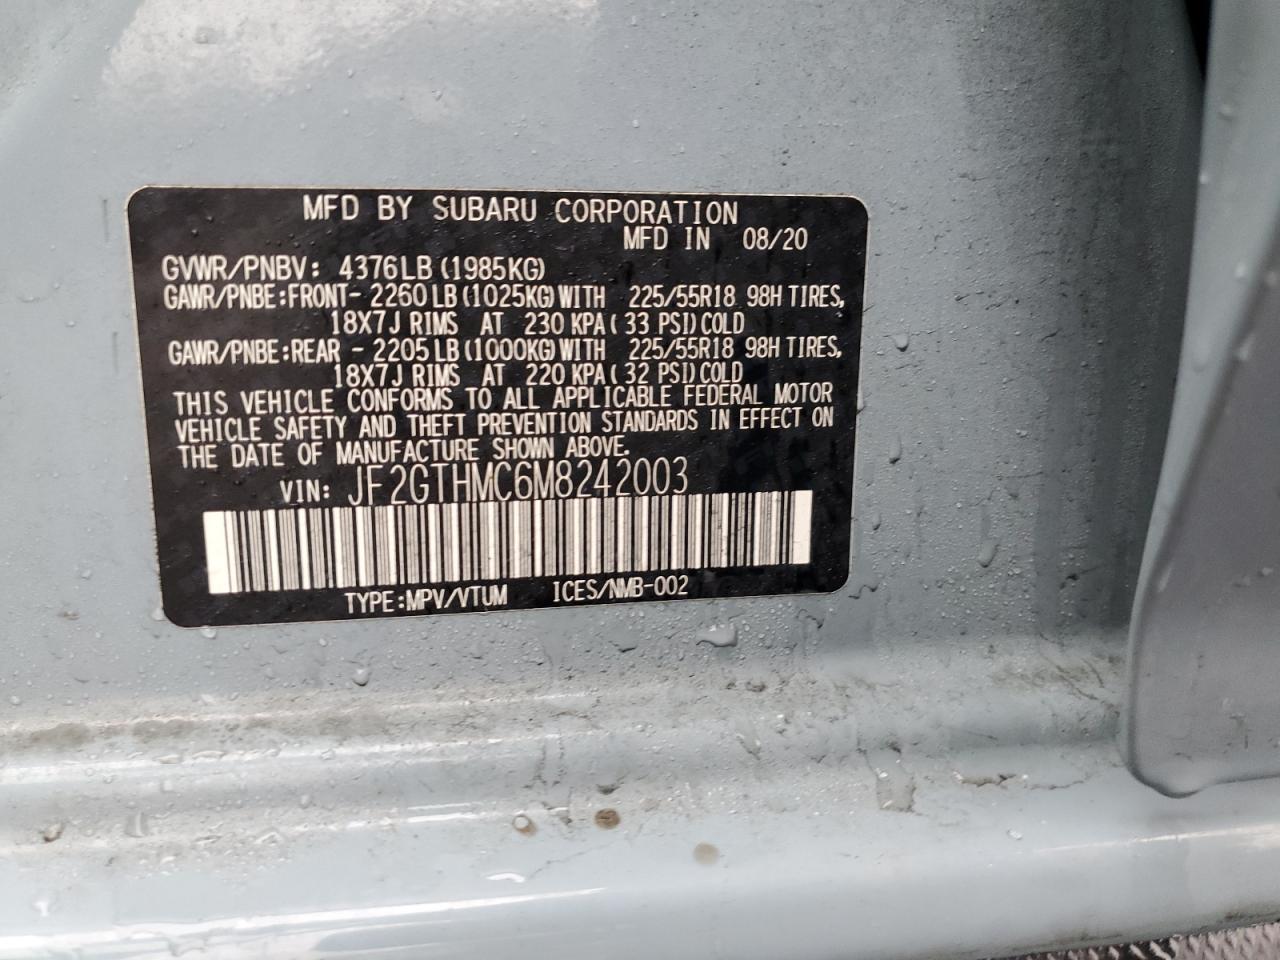 MFD BY SUBARU CORPORATION
MFD IN 08/20
GVWR/PNBV: 4376LB (1985KG)
GAWR/PNBE:FRONT- 2260 LB (1025KG) WITH 225/55R18 98H TIRES,
18X7J RIMS AT 230 KPA( 33 PSI) COLD
GAWR/PNBE:REAR - 2205 LB (1000KG) WITH 225/55R18 98H TIRES,
18X7J RIMS AT 220 KPA( 32 PSI) COLD
THIS VEHICLE CONFORMS TO ALL APPLICABLE FEDERAL MOTOR
VEHICLE SAFETY AND THEFT PREVENTION STANDARDS IN EFFECT ON
THE DATE OF MANUFACTURE SHOWN ABOVE.
VIN: JF2GTHMC6M8242003
TYPE:MPV/VTUM ICES/NMB-002